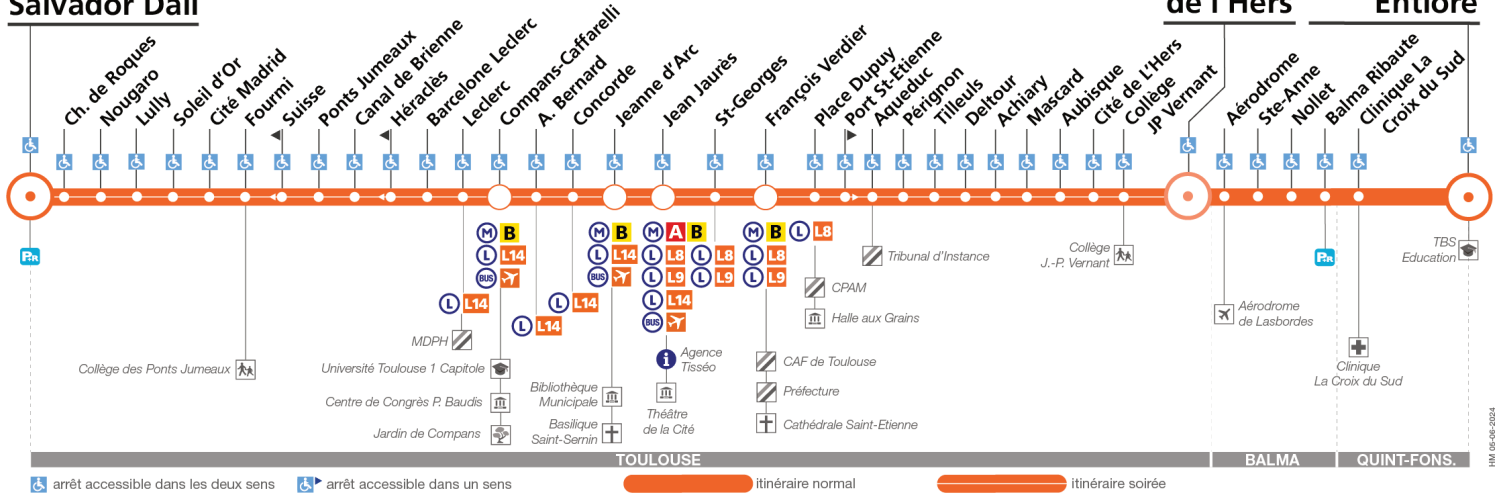 Salvador Dali
de l'Hers
Entiore
Ch. de Roques
Nougaro
Lully
Soleil d'Or
Cité Madrid
Fourmi
Suisse
Ponts Jumeaux
Canal de Brienne
Héraclès
Barcelone Leclerc
Leclerc
Compans-Caffarelli
A. Bernard
Concorde
Jeanne d'Arc
Jean Jaurès
St-Georges
François Verdier
Place Dupuy
Port St-Etienne
Aqueduc
Pérignon
Tilleuls
Deltour
Achiary
Mascard
Aubisque
Cité de L'Hers
Collège
JP Vernant
Aérodrome
Ste-Anne
Nollet
Balma Ribaute
Clinique La
Croix du Sud
P+R
M B
L L14
BUS
L L14
L L14
L L14
M B
L L14
BUS
M A B
L L8
L L9
L L14
BUS
L L8
L L9
M B
L L8
L L9
L L8
P+R
Collège des Ponts Jumeaux
MDPH
Université Toulouse 1 Capitole
Centre de Congrès P. Baudis
Jardin de Compans
Bibliothèque
Municipale
Basilique
Saint-Sernin
i Agence
Tisséo
Théâtre
de la Cité
CAF de Toulouse
Préfecture
Cathédrale Saint-Etienne
CPAM
Halle aux Grains
Tribunal d'Instance
Collège
J.-P. Vernant
Aérodrome
de Lasbordes
Clinique
La Croix du Sud
TBS
Education
TOULOUSE
BALMA
QUINT-FONS.
arrêt accessible dans les deux sens
arrêt accessible dans un sens
itinéraire normal
itinéraire soirée
HM 05-06-2024